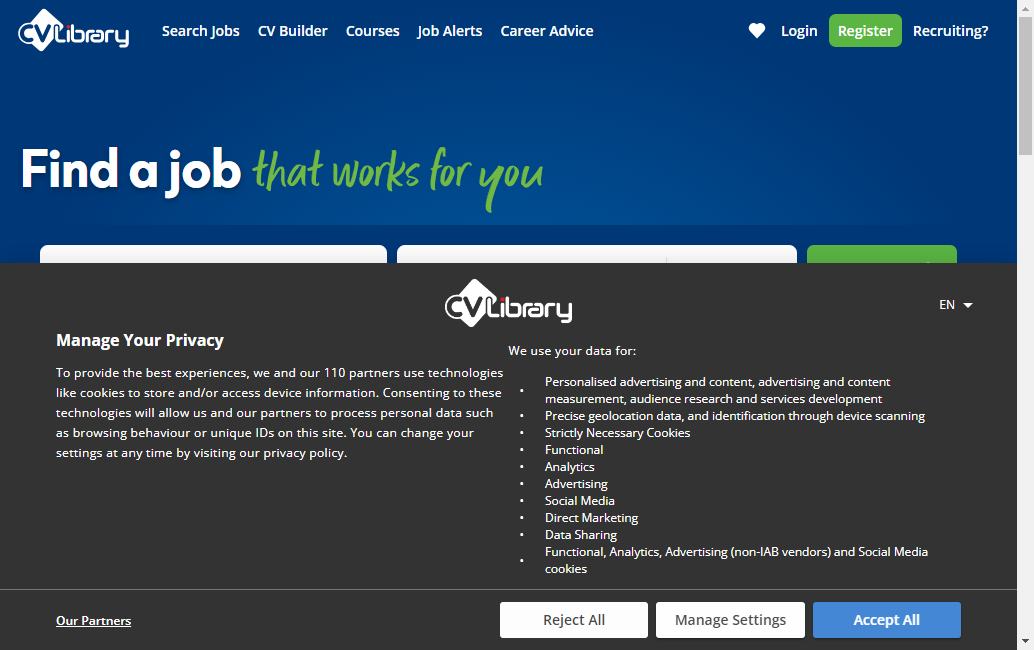 CVLibrary
Search Jobs CV Builder Courses Job Alerts Career Advice Login Register Recruiting?
Find a job that works for you
CVLibrary
EN
Manage Your Privacy
To provide the best experiences, we and our 110 partners use technologies
like cookies to store and/or access device information. Consenting to these
technologies will allow us and our partners to process personal data such
as browsing behaviour or unique IDs on this site. You can change your
settings at any time by visiting our privacy policy.
We use your data for:
• Personalised advertising and content, advertising and content
measurement, audience research and services development
• Precise geolocation data, and identification through device scanning
• Strictly Necessary Cookies
• Functional
• Analytics
• Advertising
• Social Media
• Direct Marketing
• Data Sharing
• Functional, Analytics, Advertising (non-IAB vendors) and Social Media
cookies
Our Partners
Reject All
Manage Settings
Accept All